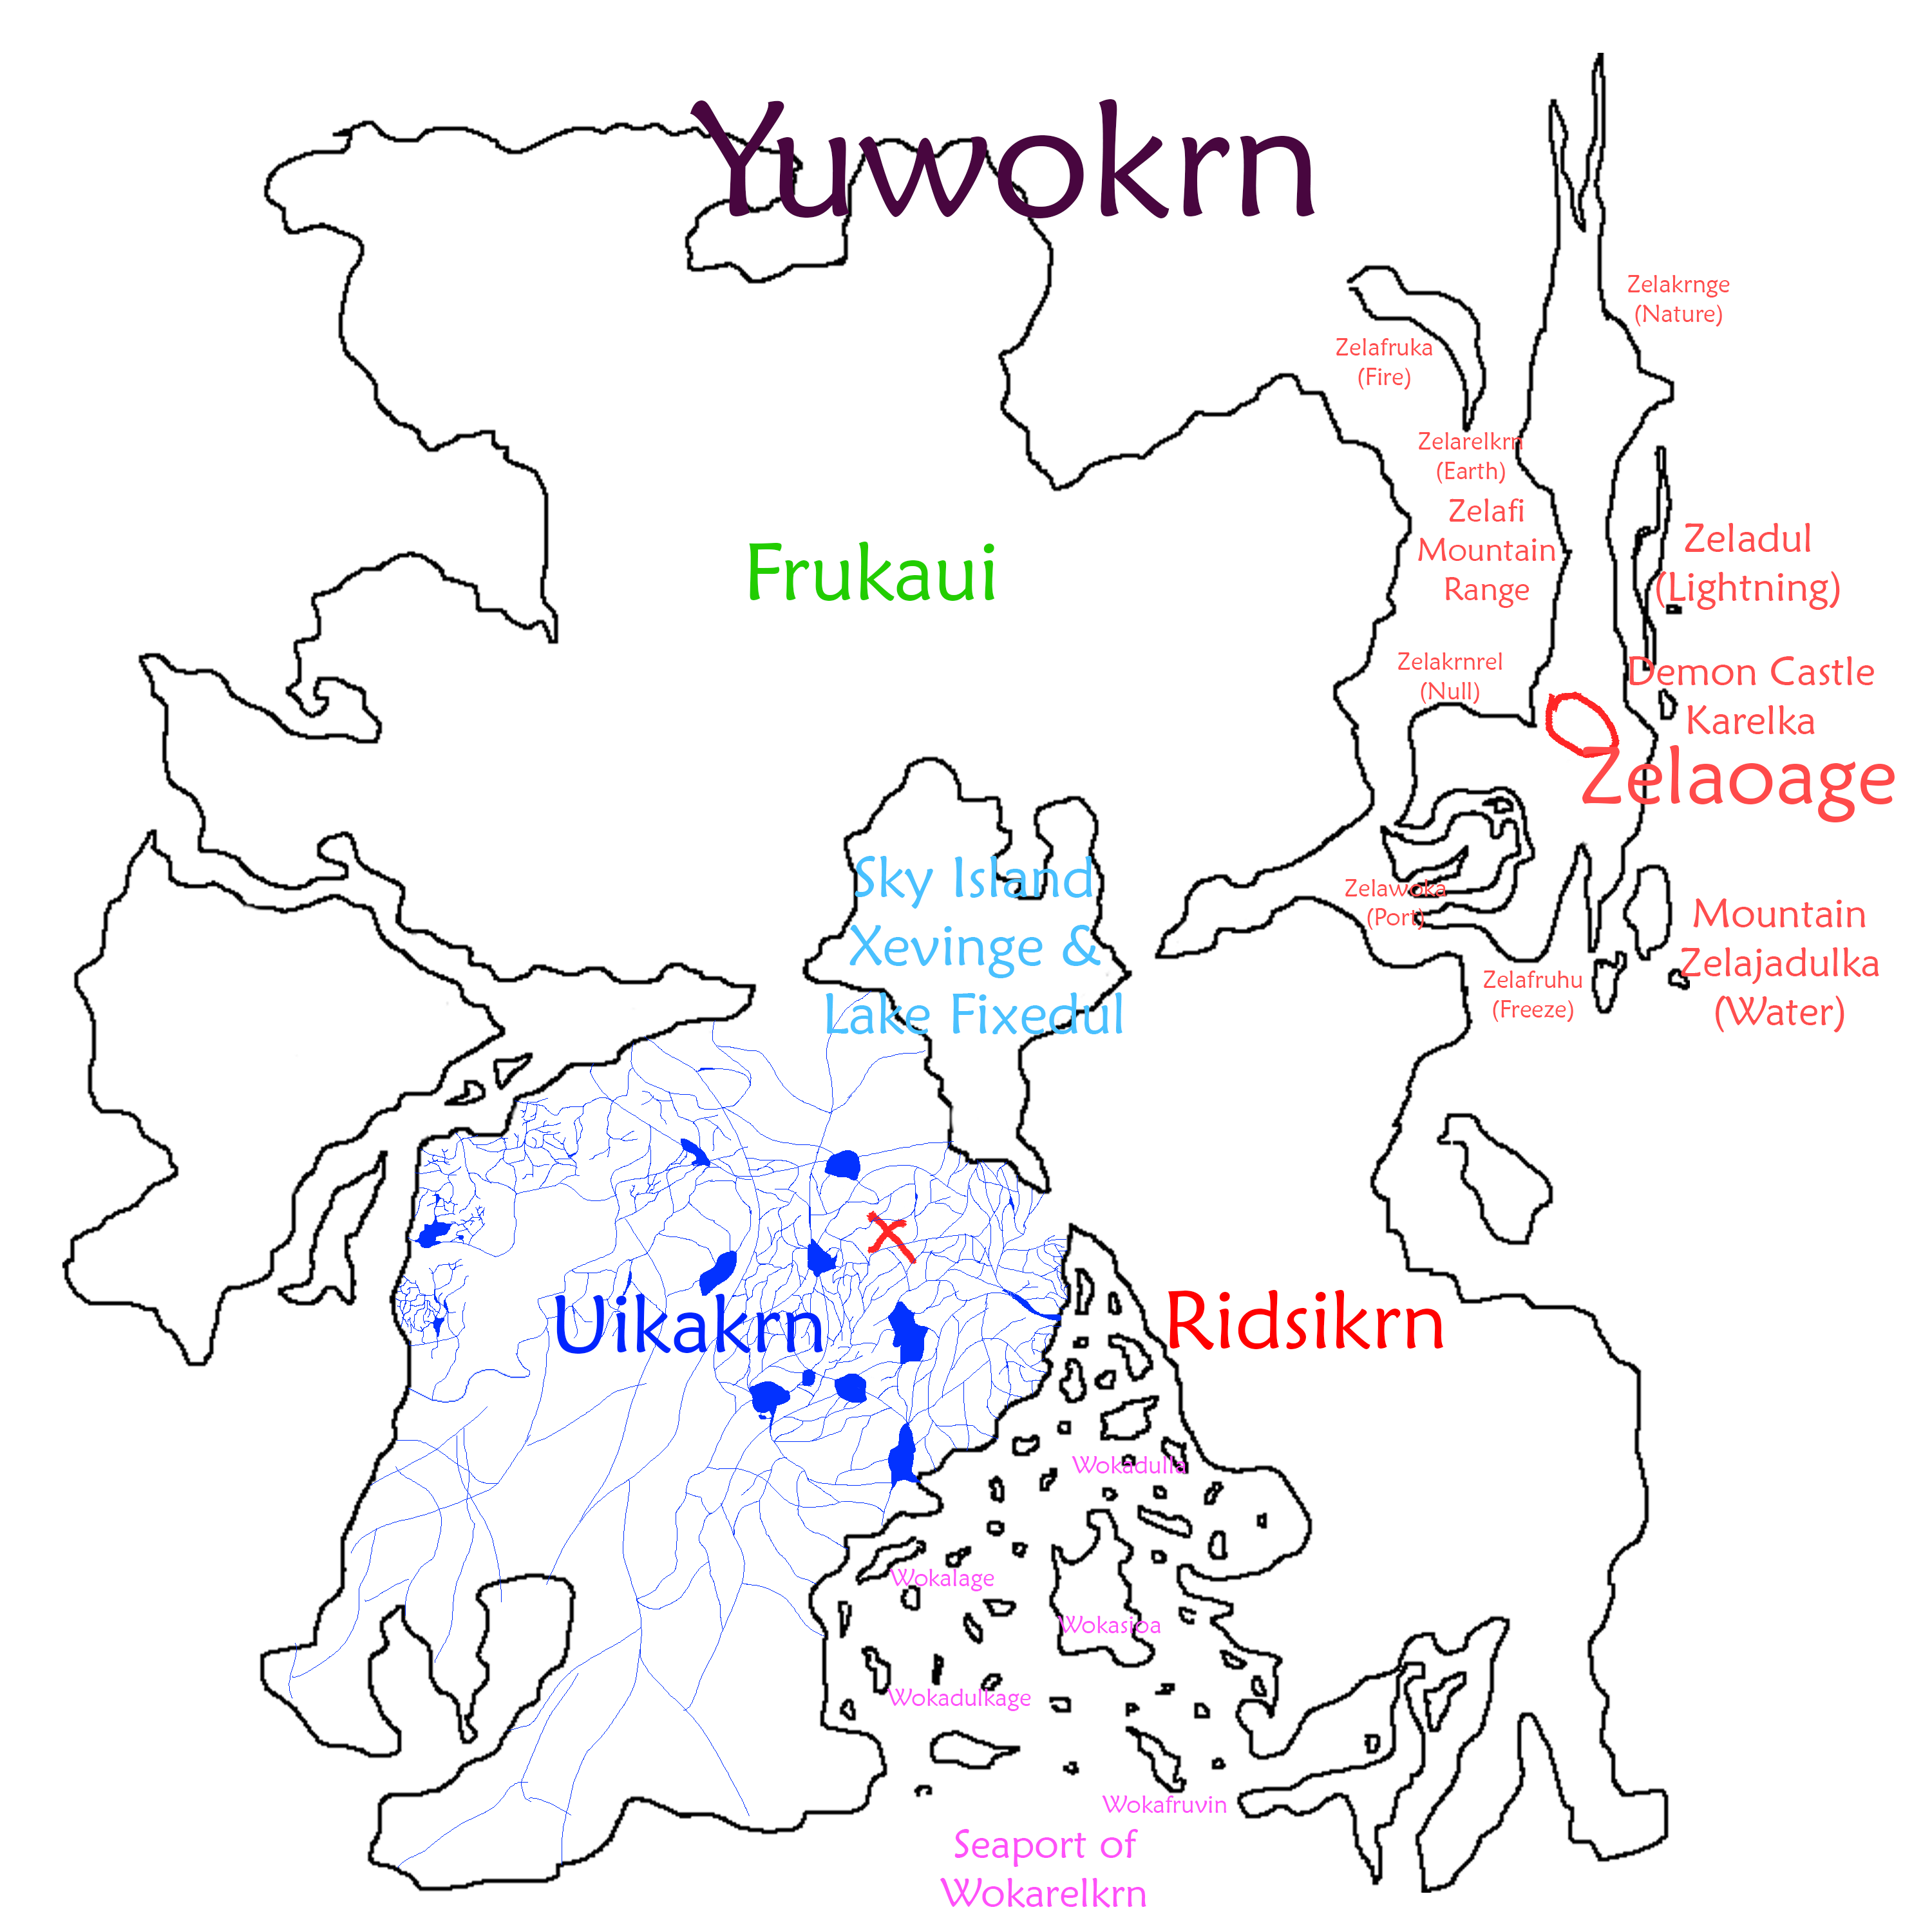 Yuwokrn
Zelakrnge
(Nature)
Zelafruka
(Fire)
Zelarelkrn
(Earth)
Zelafi
Mountain
Range
Zeladul
(Lightning)
Frukaui
Zelakrnrel
(Null)
Demon Castle
Karelka
Zelaoage
Sky Island
Xevinge &
Lake Fixedul
Zelawoka
(Port)
Mountain
Zelajadulka
(Water)
Zelafruhu
(Freeze)
Uikakrn
Ridsikrn
Wokadulla
Wokalage
Wokasioa
Wokadulkage
Wokafruvin
Seaport of
Wokarelkrn